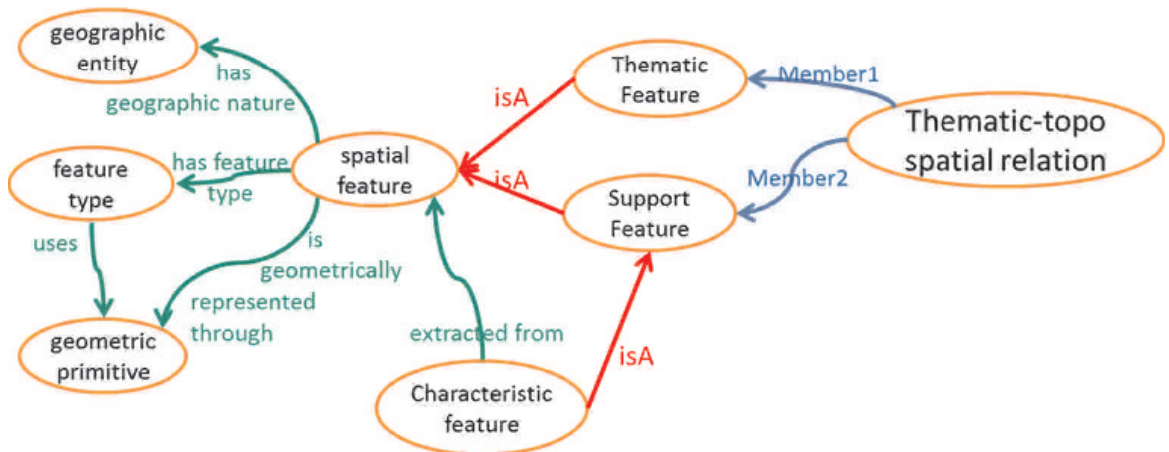 geographic
entity
has
geographic nature
feature
type
has feature
type
spatial
feature
uses
is
geometrically
represented
through
geometric
primitive
extracted from
Characteristic
feature
isA
isA
isA
Thematic
Feature
Support
Feature
Member1
Member2
Thematic-topo
spatial relation